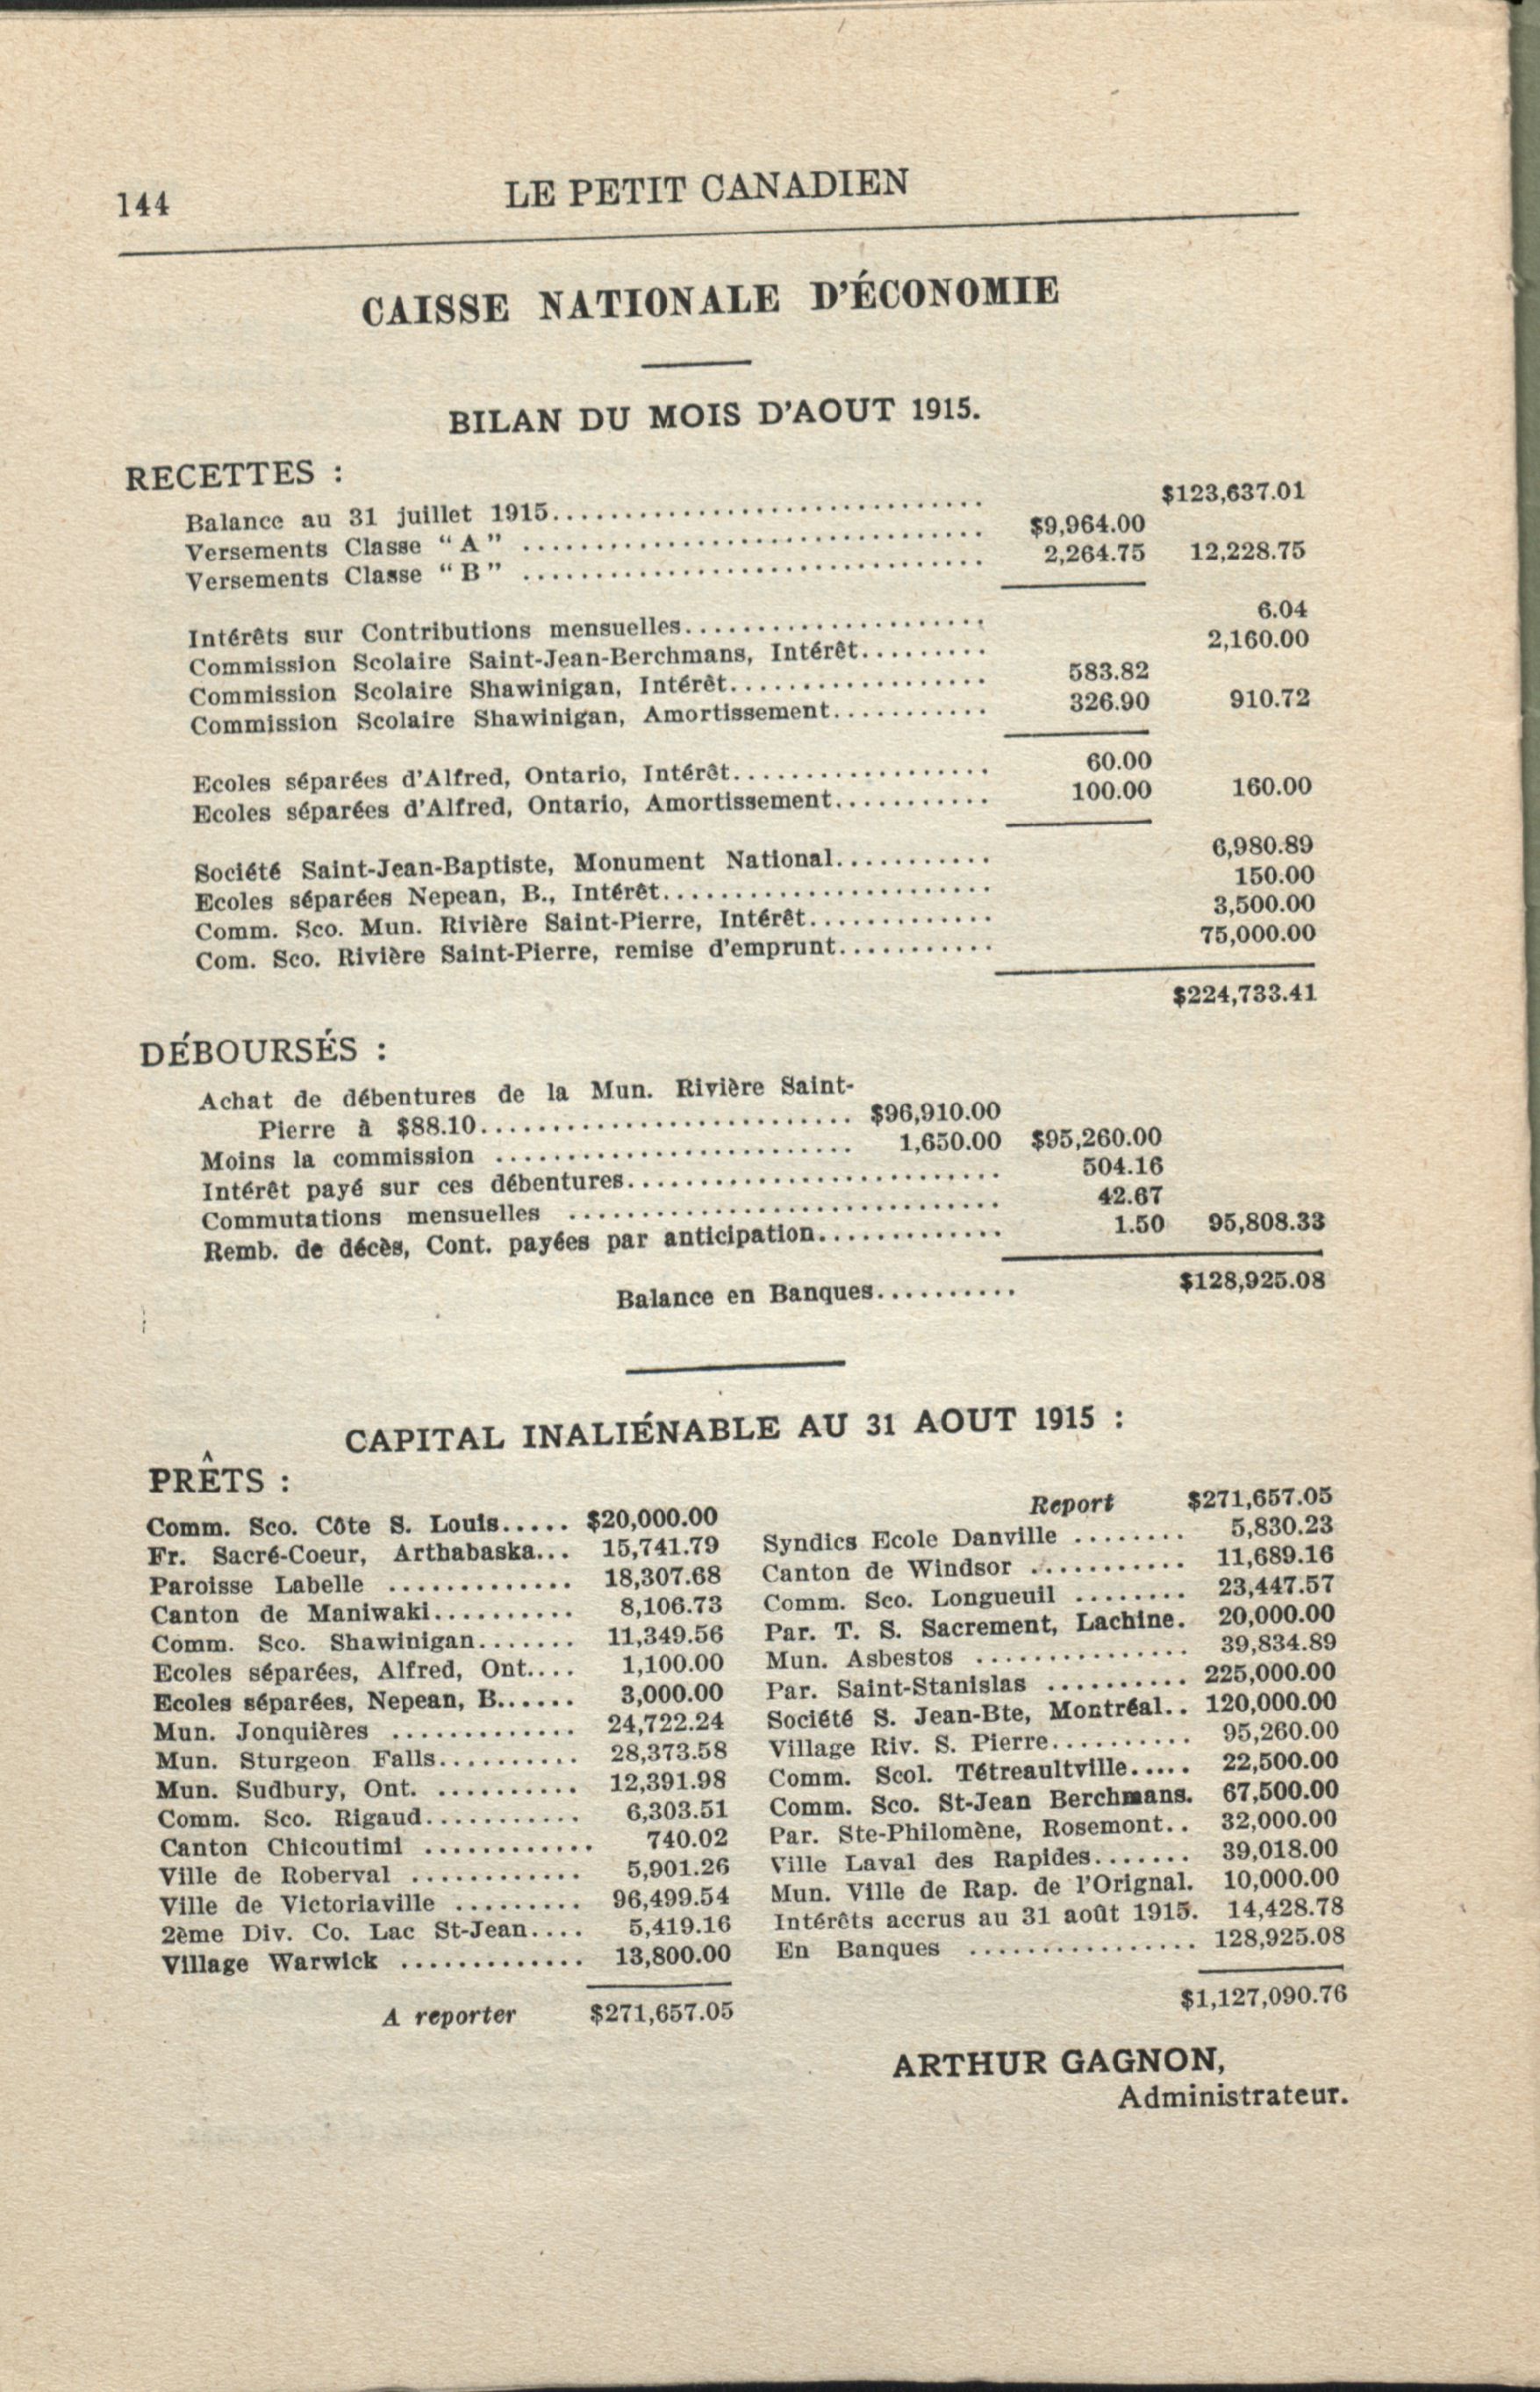 144
LE PETIT CANADIEN
CAISSE NATIONALE D'ÉCONOMIE
BILAN DU MOIS D'AOUT 1915.
RECETTES :
Balance au 31 juillet 1915.............................. $123,637.01
Versements Classe "A" ................................ $9,964.00
Versements Classe "B" ................................ 2,264.75 12,228.75
Intérêts sur Contributions mensuelles..................... 6.04
Commission Scolaire Saint-Jean-Berchmans, Intérêt......... 2,160.00
Commission Scolaire Shawinigan, Intérêt.................. 583.82
Commission Scolaire Shawinigan, Amortissement........... 326.90 910.72
Ecoles séparées d'Alfred, Ontario, Intérêt.................. 60.00
Ecoles séparées d'Alfred, Ontario, Amortissement........... 100.00 160.00
Société Saint-Jean-Baptiste, Monument National........... 6,980.89
Ecoles séparées Nepean, B., Intérêt....................... 150.00
Comm. Sco. Mun. Rivière Saint-Pierre, Intérêt............. 3,500.00
Com. Sco. Rivière Saint-Pierre, remise d'emprunt........... 75,000.00
$224,733.41
DÉBOURSÉS :
Achat de débentures de la Mun. Rivière Saint-
Pierre à $88.10.......................... $96,910.00
Moins la commission ......................... 1,650.00 $95,260.00
Intérêt payé sur ces débentures.......................... 504.16
Commutations mensuelles .............................. 42.67
Remb. de décès, Cont. payées par anticipation............. 1.50 95,808.33
Balance en Banques.......... $128,925.08
CAPITAL INALIÉNABLE AU 31 AOUT 1915 :
PRÊTS :
Comm. Sco. Côte S. Louis..... $20,000.00
Fr. Sacré-Coeur, Arthabaska... 15,741.79
Paroisse Labelle ............. 18,307.68
Canton de Maniwaki.......... 8,106.73
Comm. Sco. Shawinigan....... 11,349.56
Ecoles séparées, Alfred, Ont.... 1,100.00
Ecoles séparées, Nepean, B...... 3,000.00
Mun. Jonquières ............. 24,722.24
Mun. Sturgeon Falls.......... 28,373.58
Mun. Sudbury, Ont. .......... 12,391.98
Comm. Sco. Rigaud........... 6,303.51
Canton Chicoutimi ............ 740.02
Ville de Roberval ............ 5,901.26
Ville de Victoriaville ......... 96,499.54
2ème Div. Co. Lac St-Jean.... 5,419.16
Village Warwick ............. 13,800.00
A reporter $271,657.05
Report $271,657.05
Syndics Ecole Danville ........ 5,830.23
Canton de Windsor ........... 11,689.16
Comm. Sco. Longueuil ........ 23,447.57
Par. T. S. Sacrement, Lachine. 20,000.00
Mun. Asbestos ............... 39,834.89
Par. Saint-Stanislas .......... 225,000.00
Société S. Jean-Bte, Montréal.. 120,000.00
Village Riv. S. Pierre.......... 95,260.00
Comm. Scol. Tétreaultville..... 22,500.00
Comm. Sco. St-Jean Berchmans. 67,500.00
Par. Ste-Philomène, Rosemont.. 32,000.00
Ville Laval des Rapides....... 39,018.00
Mun. Ville de Rap. de l'Orignal. 10,000.00
Intérêts accrus au 31 août 1915. 14,428.78
En Banques ................ 128,925.08
$1,127,090.76
ARTHUR GAGNON,
Administrateur.